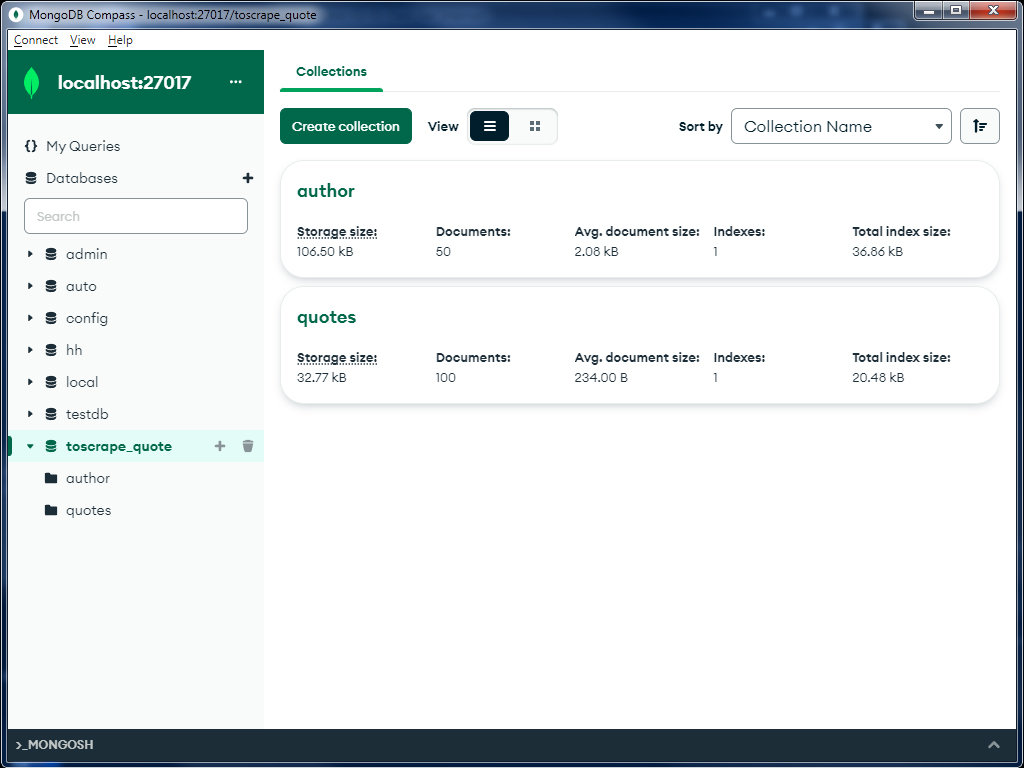 MongoDB Compass - localhost:27017/toscrape_quote
Connect View Help
localhost:27017 ...
{} My Queries
Databases +
Search
admin
auto
config
hh
local
testdb
toscrape_quote +
author
quotes
Collections
Create collection View Sort by Collection Name
author
Storage size: Documents: Avg. document size: Indexes: Total index size:
106.50 kB 50 2.08 kB 1 36.86 kB
quotes
Storage size: Documents: Avg. document size: Indexes: Total index size:
32.77 kB 100 234.00 B 1 20.48 kB
>_MONGOSH